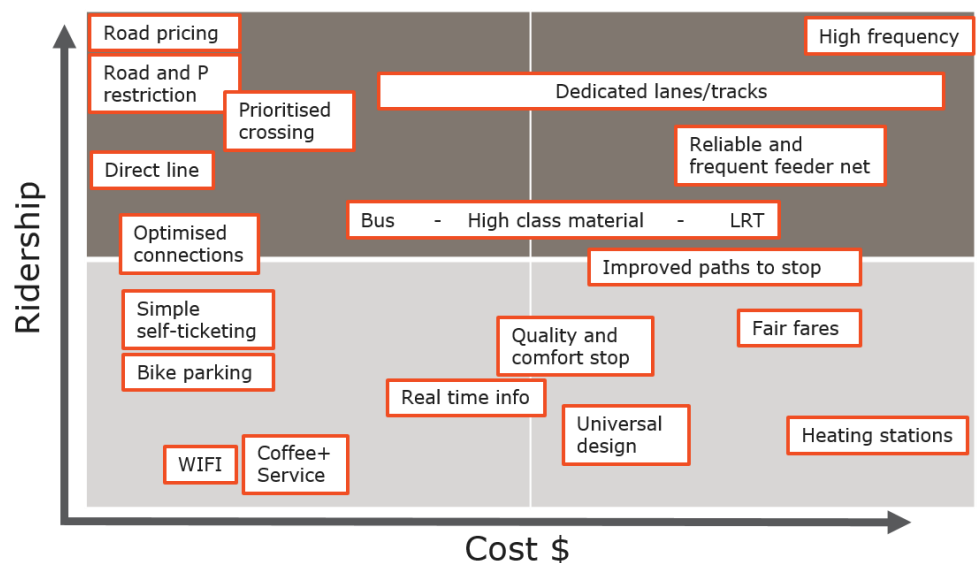 Road pricing
High frequency
Road and P
restriction
Dedicated lanes/tracks
Prioritised
crossing
Reliable and
frequent feeder net
Direct line
Bus - High class material - LRT
Optimised
connections
Improved paths to stop
Simple
self-ticketing
Quality and
comfort stop
Fair fares
Bike parking
Real time info
Universal
design
Heating stations
WIFI
Coffee+
Service
Ridership
Cost $